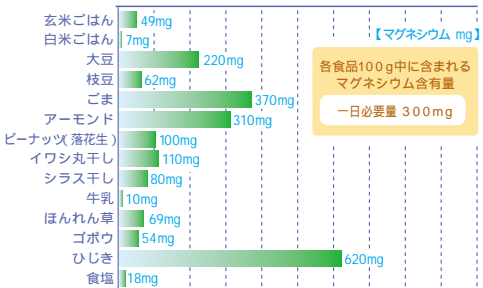 玄米ごはん 49mg
白米ごはん 7mg
【 マグネシウム mg】
大豆 220mg
枝豆 62mg
各食品100g中に含まれる
マグネシウム含有量
一日必要量 300mg
ごま 370mg
アーモンド 310mg
ピーナッツ(落花生) 100mg
イワシ丸干し 110mg
シラス干し 80mg
牛乳 10mg
ほんれん草 69mg
ゴボウ 54mg
ひじき 620mg
食塩 18mg